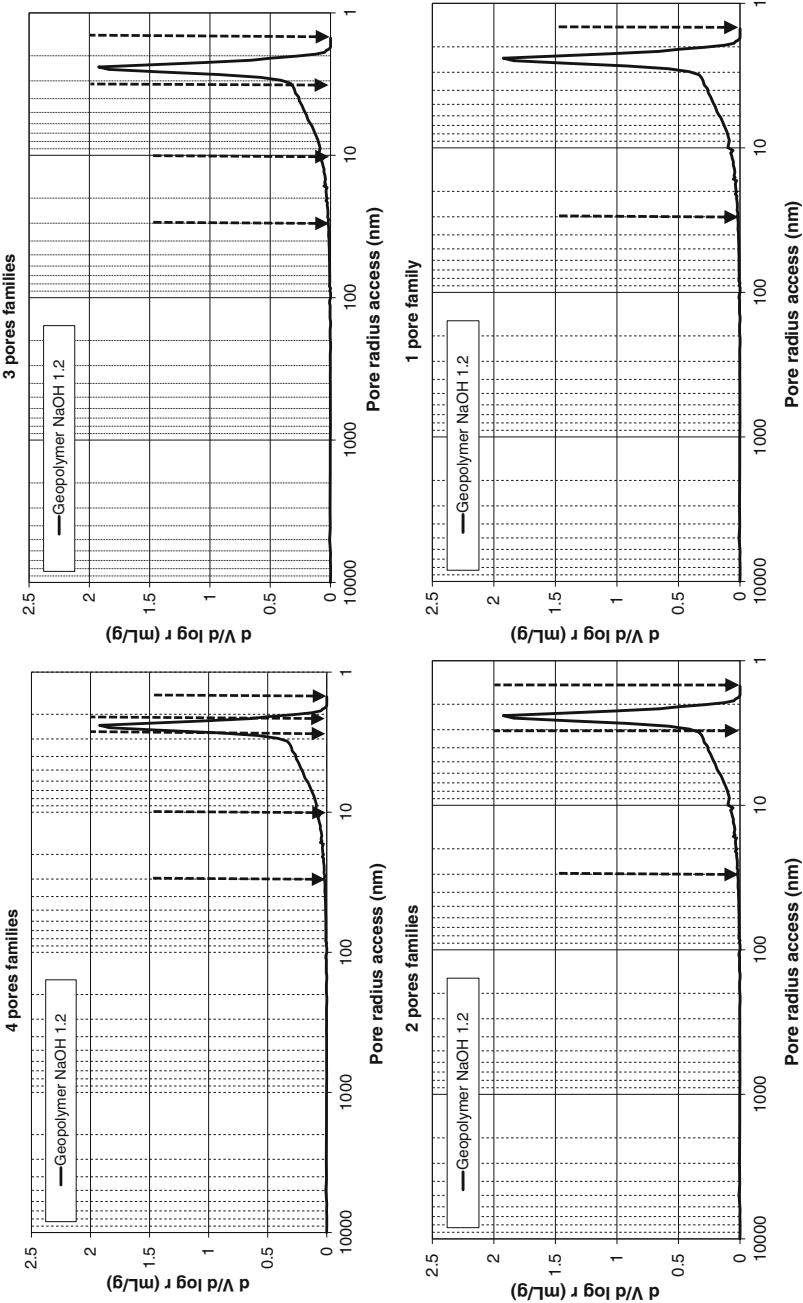 4 pores families
Geopolymer NaOH 1.2
d V/d log r (mL/g)
2.5
2
1.5
1
0.5
0
10000
1000
100
10
1
Pore radius access (nm)
3 pores families
Geopolymer NaOH 1.2
d V/d log r (mL/g)
2.5
2
1.5
1
0.5
0
10000
1000
100
10
1
Pore radius access (nm)
2 pores families
Geopolymer NaOH 1.2
d V/d log r (mL/g)
2.5
2
1.5
1
0.5
0
10000
1000
100
10
1
Pore radius access (nm)
1 pore family
Geopolymer NaOH 1.2
d V/d log r (mL/g)
2.5
2
1.5
1
0.5
0
10000
1000
100
10
1
Pore radius access (nm)